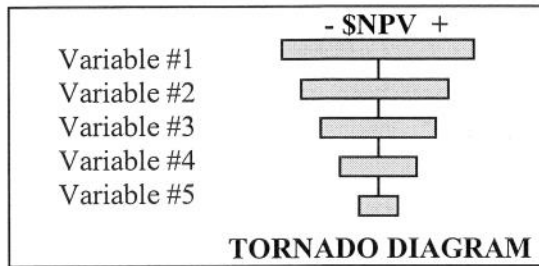 - $NPV +
Variable #1
Variable #2
Variable #3
Variable #4
Variable #5
TORNADO DIAGRAM